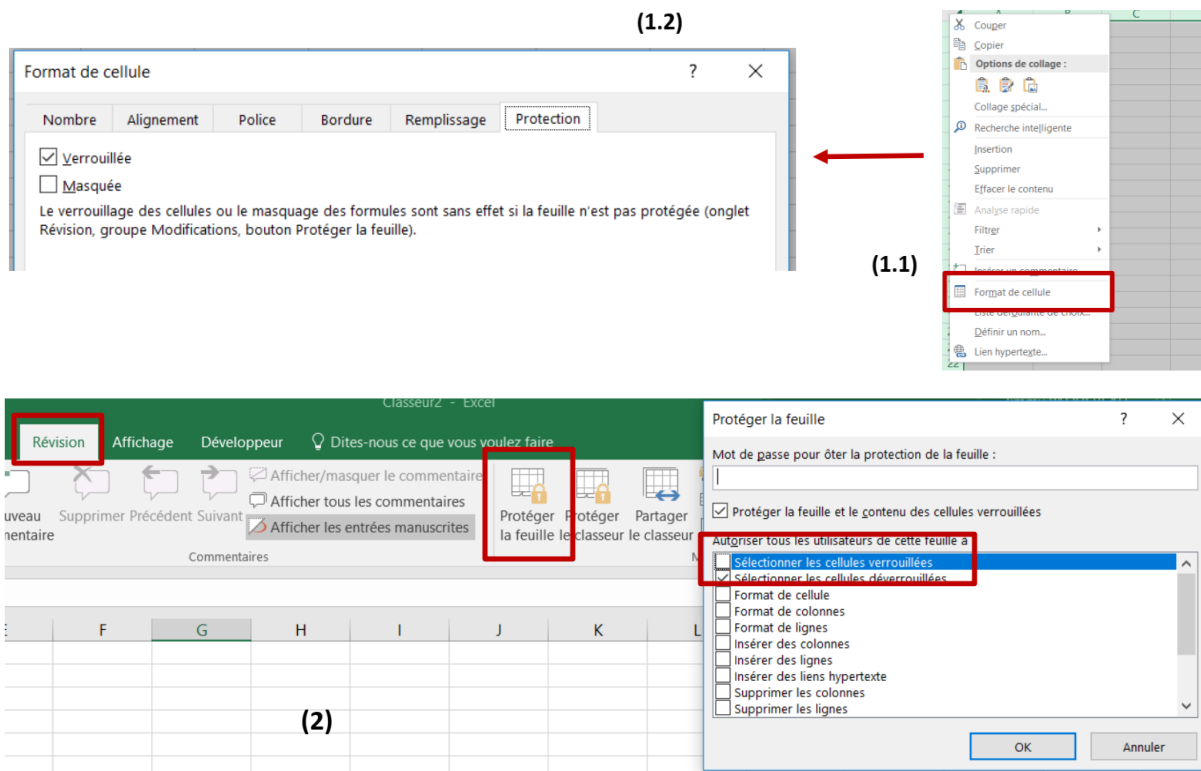 (1.2)
Format de cellule ? ×
Nombre Alignement Police Bordure Remplissage Protection
Verrouillée
Masquée
Le verrouillage des cellules ou le masquage des formules sont sans effet si la feuille n'est pas protégée (onglet
Révision, groupe Modifications, bouton Protéger la feuille).
A B C
Couper
Copier
Options de collage :
Collage spécial...
Recherche intelligente
Insertion
Supprimer
Effacer le contenu
Analyse rapide
Filtrer
Trier
Insérer un commentaire
(1.1)
Format de cellule
Liste déroulante de choix...
Définir un nom...
Lien hypertexte...
22
Classeur2 - Excel
Révision Affichage Développeur Dites-nous ce que vous voulez faire
Supprimer Précédent Suivant
Afficher/masquer le commentaire
Afficher tous les commentaires
Afficher les entrées manuscrites
Commentaires
Protéger
la feuille
Protéger
le classeur
Partager
le classeur
F G H I J K L
(2)
Protéger la feuille ? ×
Mot de passe pour ôter la protection de la feuille :
Protéger la feuille et le contenu des cellules verrouillées
Autoriser tous les utilisateurs de cette feuille à
Sélectionner les cellules verrouillées
Sélectionner les cellules déverrouillées
Format de cellule
Format de colonnes
Format de lignes
Insérer des colonnes
Insérer des lignes
Insérer des liens hypertexte
Supprimer les colonnes
Supprimer les lignes
OK Annuler